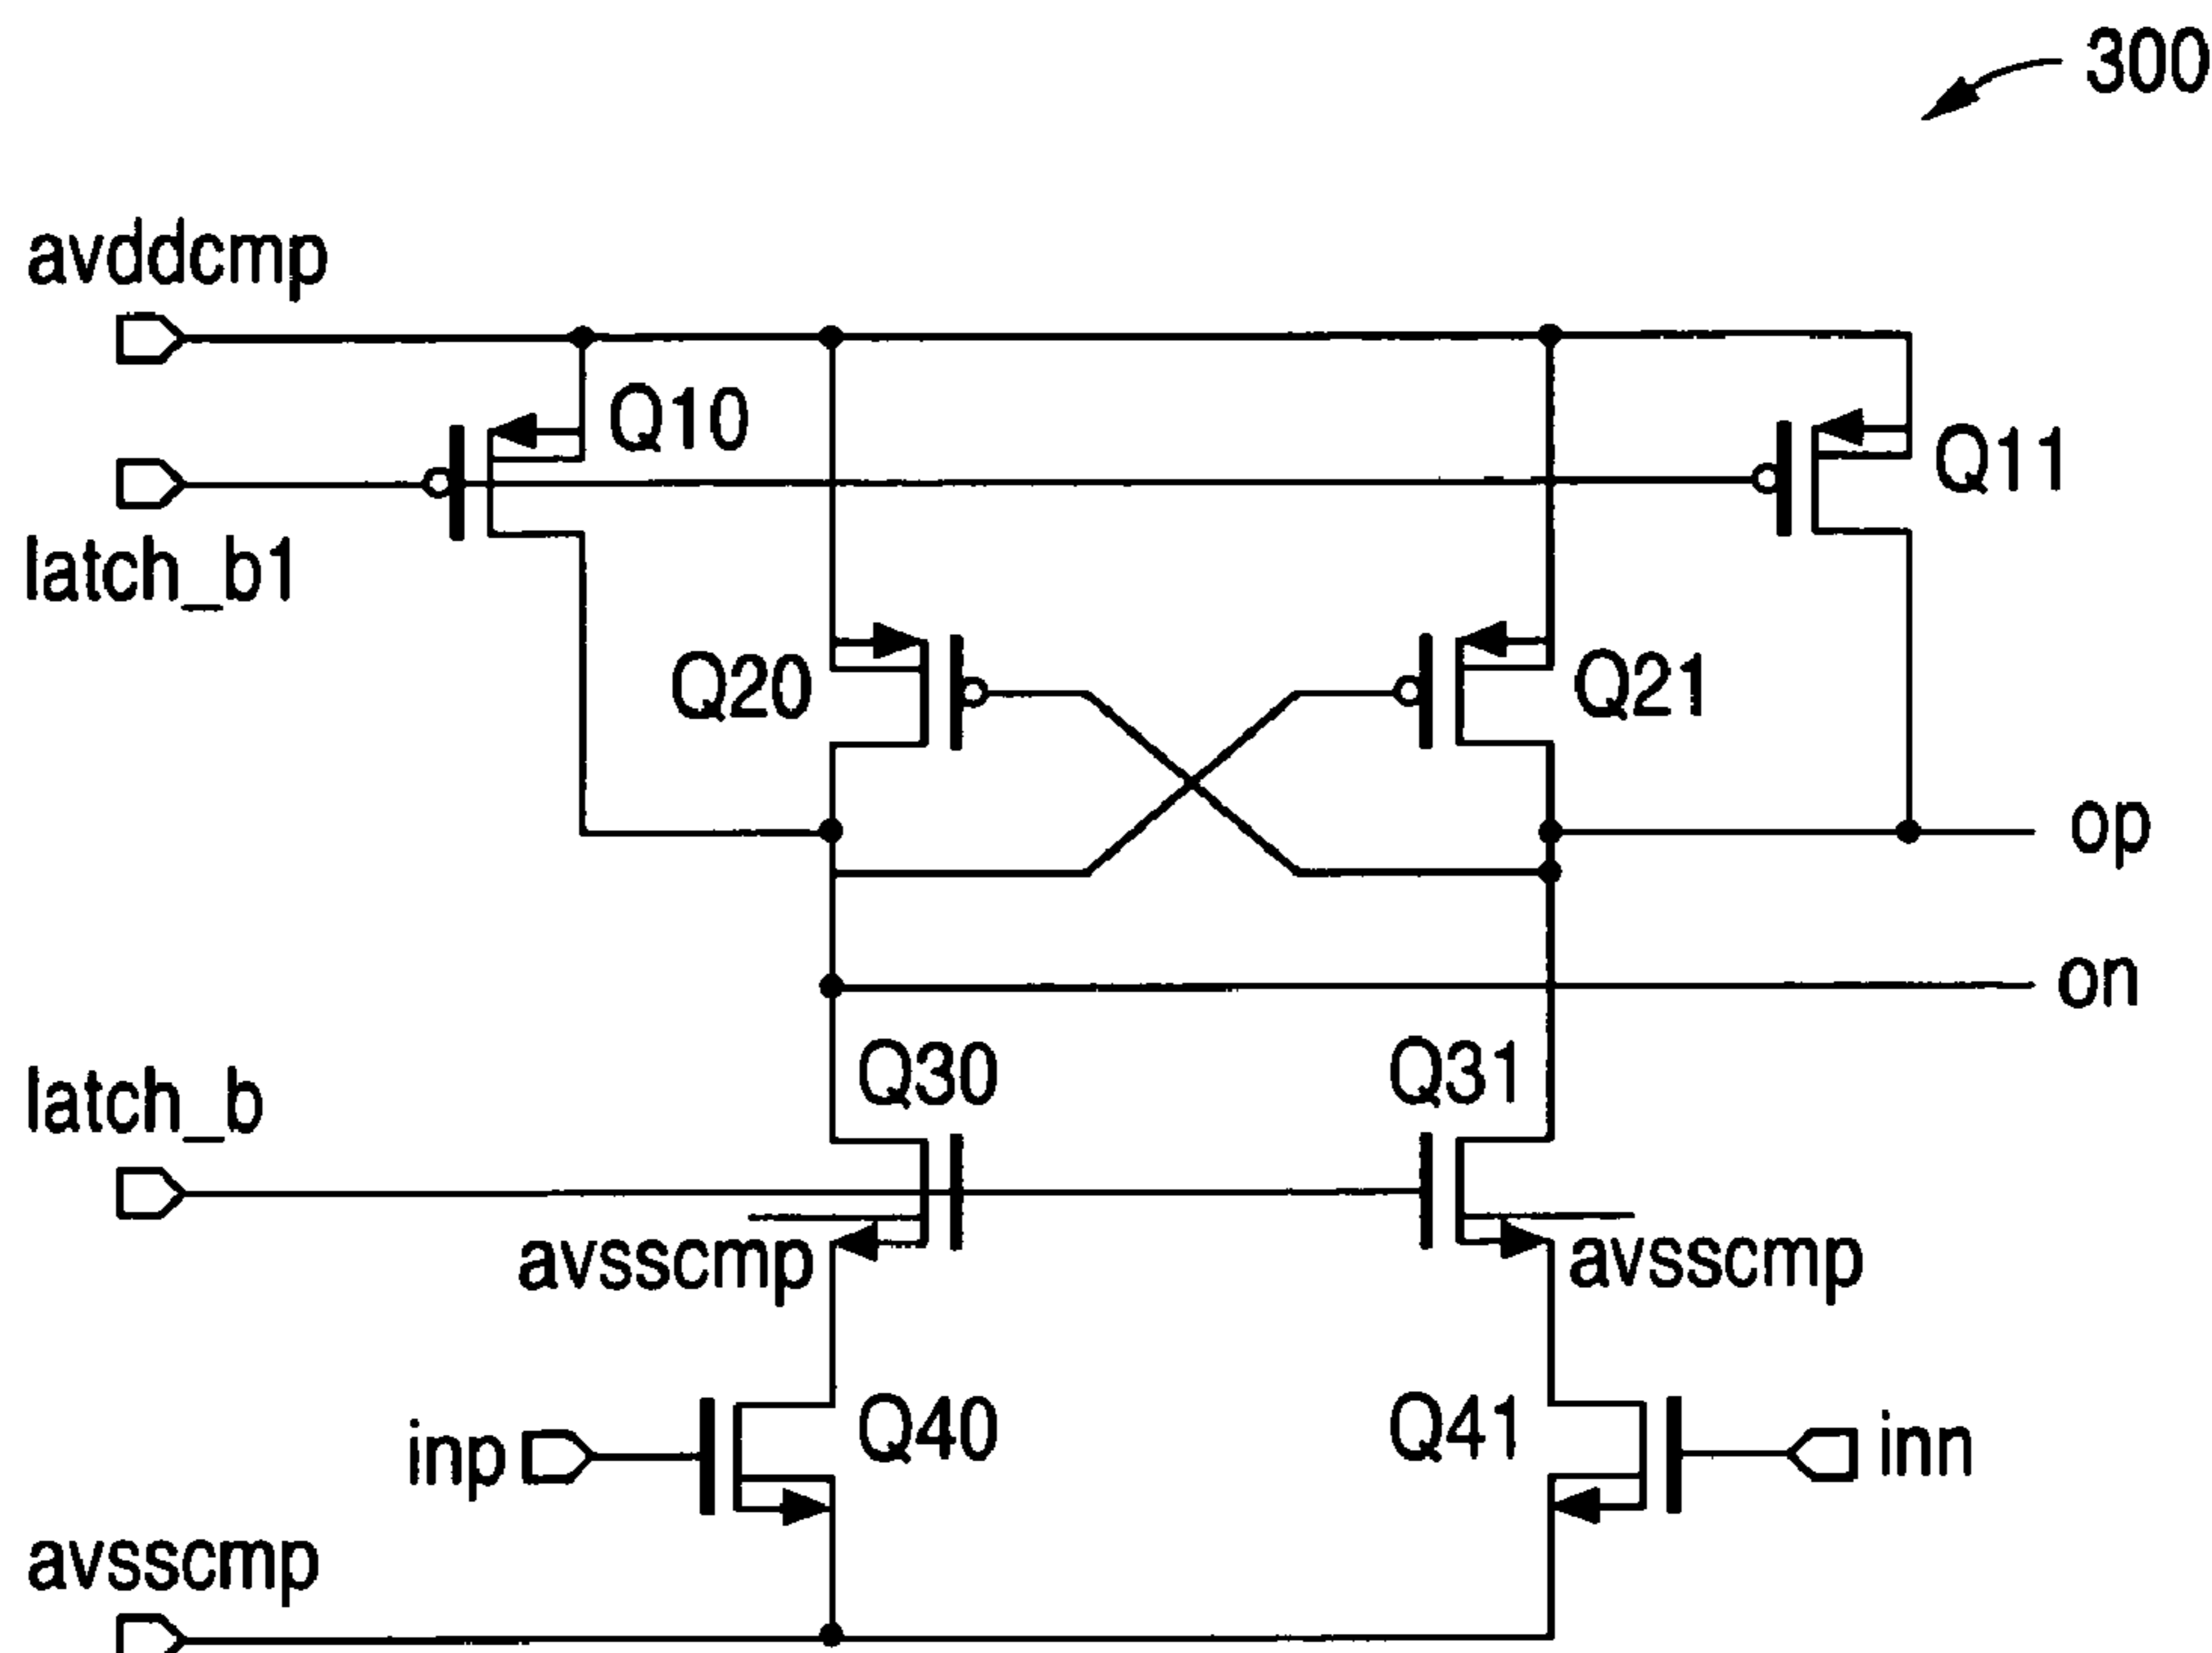 300
avddcmp
Q10
Q11
latch_b1
Q20
Q21
op
on
Q30
Q31
latch_b
avsscmp
avsscmp
inp
Q40
Q41
inn
avsscmp